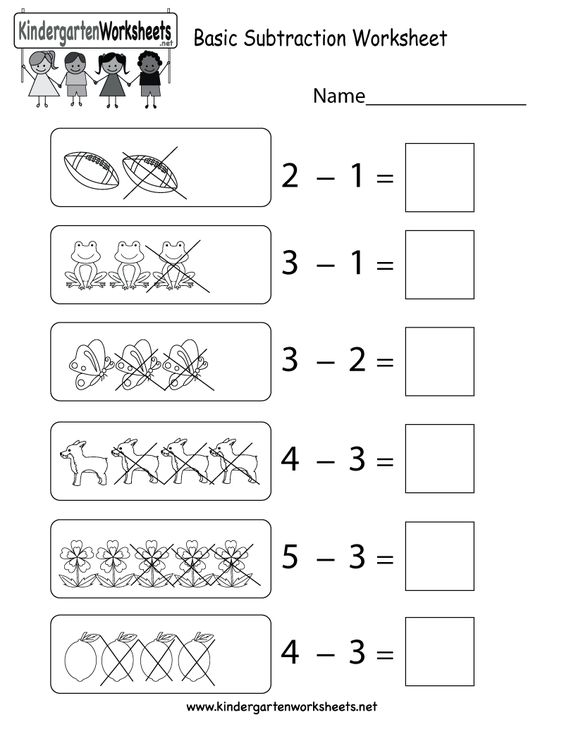 KindergartenWorksheets
.net
Basic Subtraction Worksheet
Name_______________
2 − 1 =
3 − 1 =
3 − 2 =
4 − 3 =
5 − 3 =
4 − 3 =
www.kindergartenworksheets.net